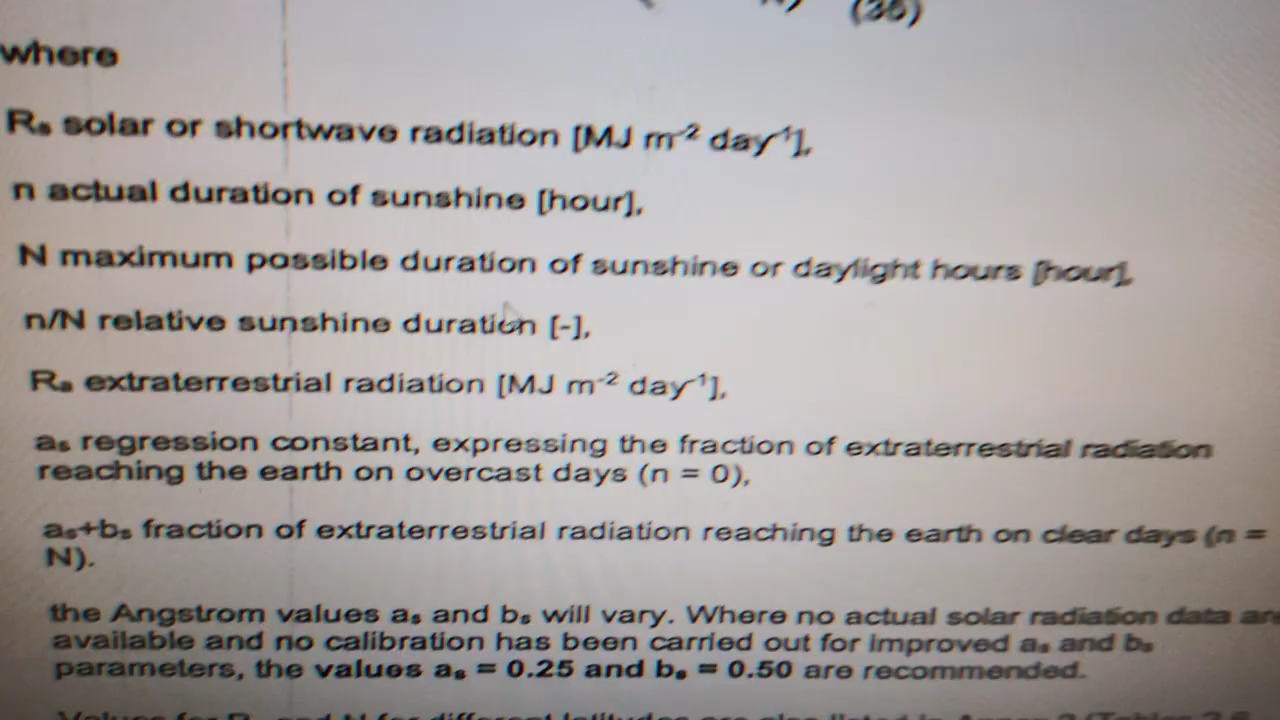 (35)
where
Rs solar or shortwave radiation [MJ m-2 day-1],
n actual duration of sunshine [hour],
N maximum possible duration of sunshine or daylight hours [hour],
n/N relative sunshine duration [-],
Ra extraterrestrial radiation [MJ m-2 day-1],
as regression constant, expressing the fraction of extraterrestrial radiation
reaching the earth on overcast days (n = 0),
as+bs fraction of extraterrestrial radiation reaching the earth on clear days (n =
N).
the Angstrom values as and bs will vary. Where no actual solar radiation data are
available and no calibration has been carried out for improved as and bs
parameters, the values as = 0.25 and bs = 0.50 are recommended.